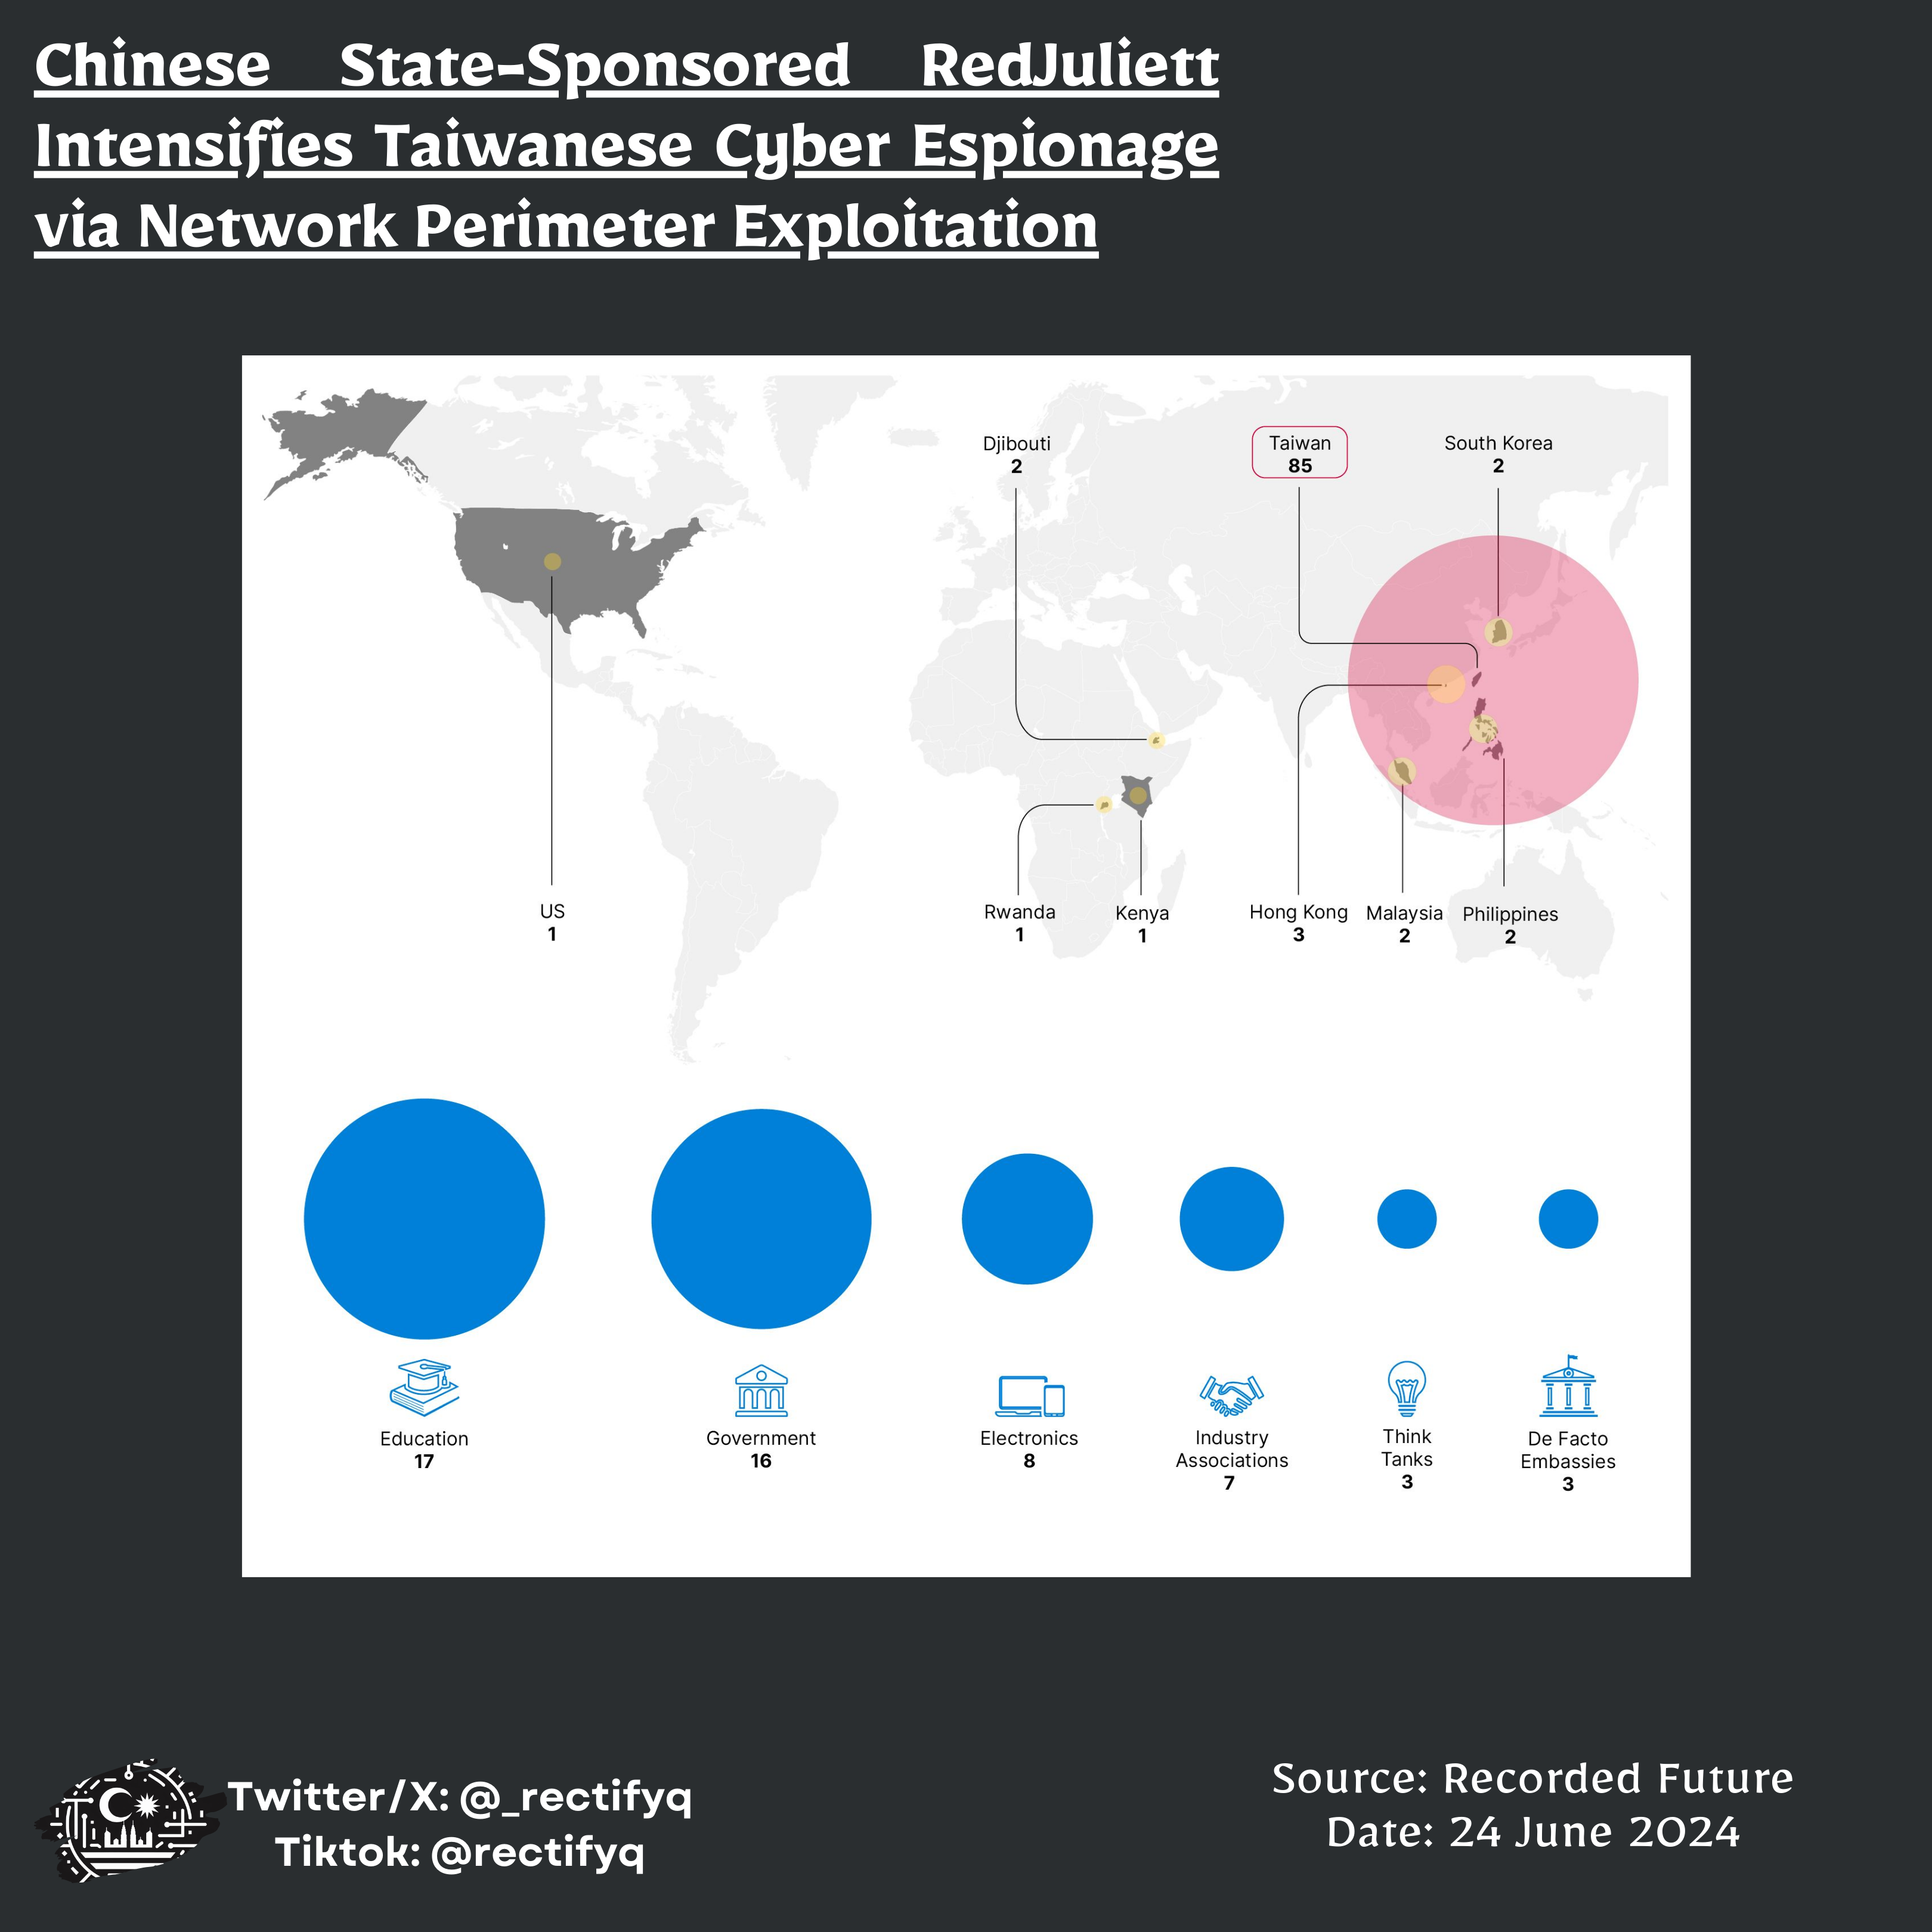 Chinese State-Sponsored RedJuliett
Intensifies Taiwanese Cyber Espionage
via Network Perimeter Exploitation
Djibouti
2
Taiwan
85
South Korea
2
US
1
Rwanda
1
Kenya
1
Hong Kong
3
Malaysia
2
Philippines
2
Education
17
Government
16
Electronics
8
Industry
Associations
7
Think
Tanks
3
De Facto
Embassies
3
Twitter/X: @_rectifyq
Tiktok: @rectifyq
Source: Recorded Future
Date: 24 June 2024